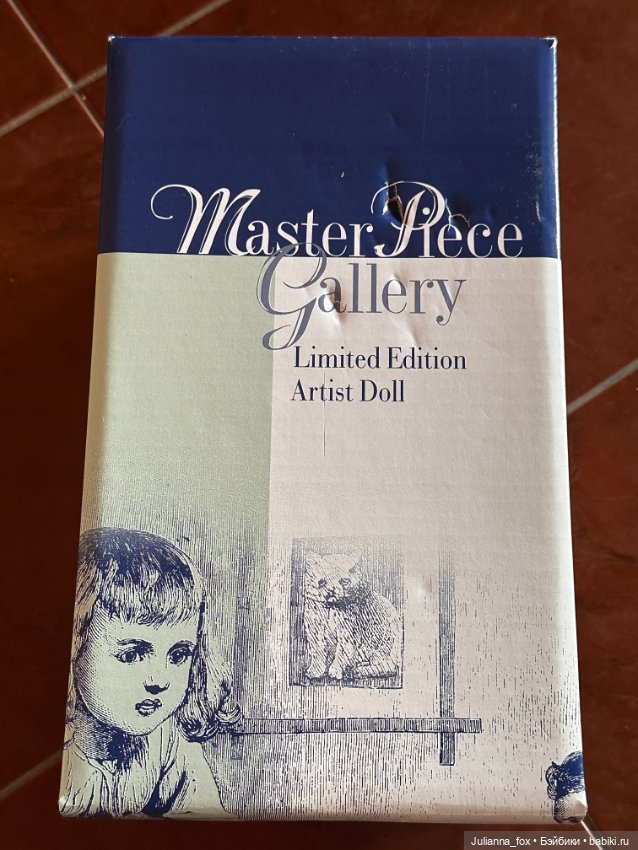 MasterPiece
Gallery
Limited Edition
Artist Doll
Julianna_fox • Бэйбики • babiki.ru